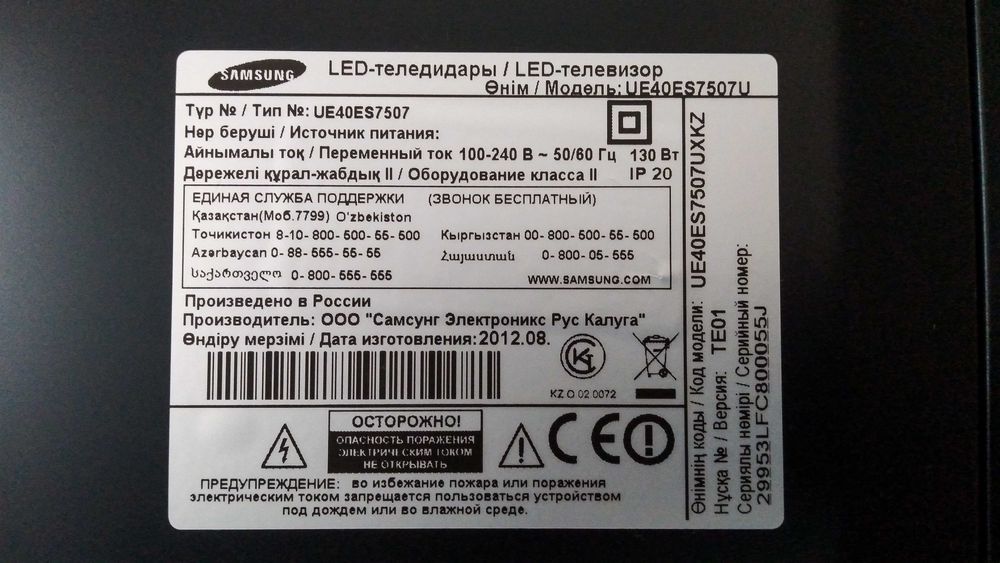 SAMSUNG
LED-теледидары / LED-телевизор
Өнім / Модель: UE40ES7507U
Түр № / Тип №: UE40ES7507
Нәр беруші / Источник питания:
Айнымалы тоқ / Переменный ток 100-240 В ~ 50/60 Гц 130 Вт
Дәрежелі құрал-жабдық II / Оборудование класса II IP 20
ЕДИНАЯ СЛУЖБА ПОДДЕРЖКИ (ЗВОНОК БЕСПЛАТНЫЙ)
Қазақстан(Моб.7799) O'zbekiston
Точикистон 8-10-800-500-55-500 Кыргызстан 00-800-500-55-500
Azərbaycan 0-88-555-55-55 Հայաստան 0-800-05-555
საქართველო 0-800-555-555 WWW.SAMSUNG.COM
Произведено в России
Производитель: ООО "Самсунг Электроникс Рус Калуга"
Өндіру мерзімі / Дата изготовления:2012.08.
KZ O 02 0072
ОСТОРОЖНО!
ОПАСНОСТЬ ПОРАЖЕНИЯ
ЭЛЕКТРИЧЕСКИМ ТОКОМ
НЕ ОТКРЫВАТЬ
CE
ПРЕДУПРЕЖДЕНИЕ: во избежание пожара или поражения
электрическим током запрещается пользоваться устройством
под дождем или во влажной среде.
Өнімнің коды / Код модели: UE40ES7507UXKZ
Нұсқа № / Версия: TE01
Сериялы нөмірі / Серийный номер:
29953LFC800055J